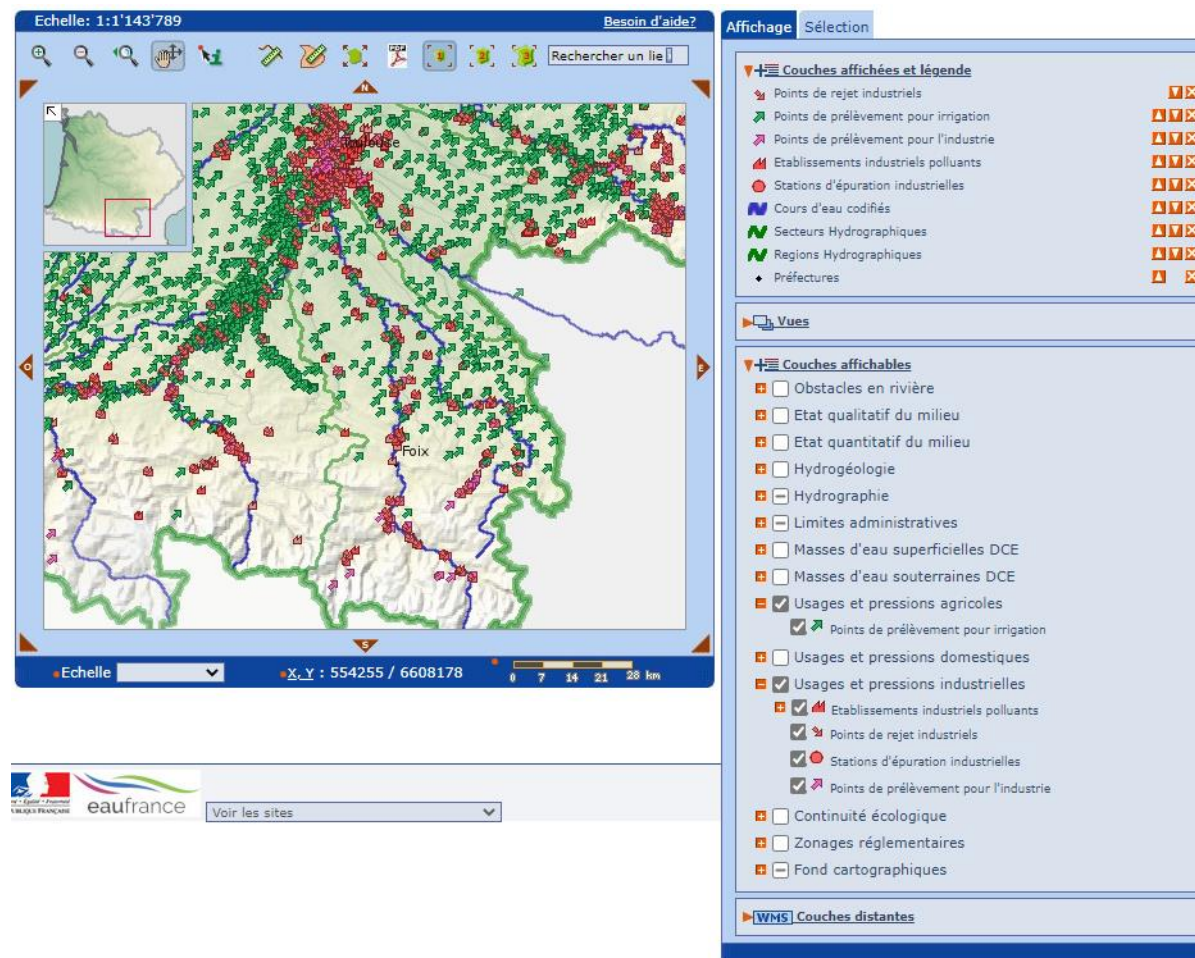 Echelle: 1:1'143'789
Besoin d'aide?
Rechercher un lie
N
Toulouse
Foix
O
E
S
Echelle
X, Y : 554255 / 6608178
0 7 14 21 28 km
eaufrance
Voir les sites
Affichage
Sélection
Couches affichées et légende
Points de rejet industriels
Points de prélèvement pour irrigation
Points de prélèvement pour l'industrie
Etablissements industriels polluants
Stations d'épuration industrielles
Cours d'eau codifiés
Secteurs Hydrographiques
Regions Hydrographiques
Préfectures
Vues
Couches affichables
Obstacles en rivière
Etat qualitatif du milieu
Etat quantitatif du milieu
Hydrogéologie
Hydrographie
Limites administratives
Masses d'eau superficielles DCE
Masses d'eau souterraines DCE
Usages et pressions agricoles
Points de prélèvement pour irrigation
Usages et pressions domestiques
Usages et pressions industrielles
Etablissements industriels polluants
Points de rejet industriels
Stations d'épuration industrielles
Points de prélèvement pour l'industrie
Continuité écologique
Zonages réglementaires
Fond cartographiques
WMS Couches distantes